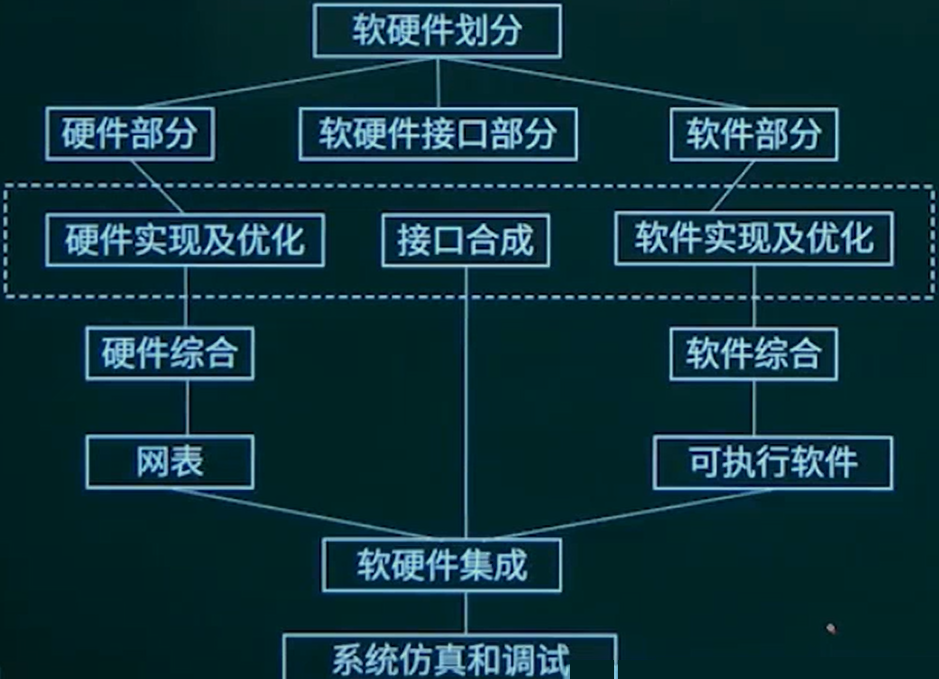 软硬件划分
硬件部分
软硬件接口部分
软件部分
硬件实现及优化
接口合成
软件实现及优化
硬件综合
软件综合
网表
可执行软件
软硬件集成
系统仿真和调试